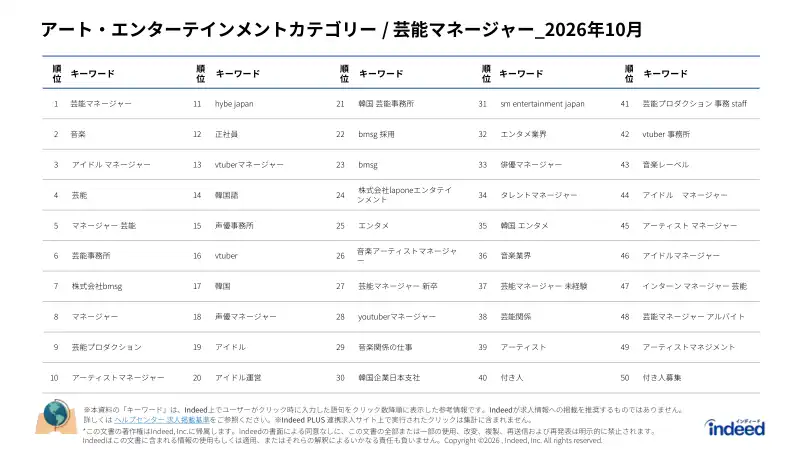 アート・エンターテインメントカテゴリー / 芸能マネージャー_2026年10月
順位 キーワード 順位 キーワード 順位 キーワード 順位 キーワード 順位 キーワード
1 芸能マネージャー 11 hybe japan 21 韓国 芸能事務所 31 sm entertainment japan 41 芸能プロダクション 事務 staff
2 音楽 12 正社員 22 bmsg 採用 32 エンタメ業界 42 vtuber 事務所
3 アイドル マネージャー 13 vtuberマネージャー 23 bmsg 33 俳優マネージャー 43 音楽レーベル
4 芸能 14 韓国語 24 株式会社laponeエンタテインメント 34 タレントマネージャー 44 アイドル　マネージャー
5 マネージャー 芸能 15 声優事務所 25 エンタメ 35 韓国 エンタメ 45 アーティスト マネージャー
6 芸能事務所 16 vtuber 26 音楽アーティストマネージャー 36 音楽業界 46 アイドルマネージャー
7 株式会社bmsg 17 韓国 27 芸能マネージャー 新卒 37 芸能マネージャー 未経験 47 インターン マネージャー 芸能
8 マネージャー 18 声優マネージャー 28 youtuberマネージャー 38 芸能関係 48 芸能マネージャー アルバイト
9 芸能プロダクション 19 アイドル 29 音楽関係の仕事 39 アーティスト 49 アーティストマネジメント
10 アーティストマネージャー 20 アイドル運営 30 韓国企業日本支社 40 付き人 50 付き人募集
※本資料の「キーワード」は、Indeed上でユーザーがクリック時に入力した語句をクリック数降順に表示した参考情報です。Indeedが求人情報への掲載を推奨するものではありません。
詳しくは ヘルプセンター 求人掲載基準をご参照ください。※Indeed PLUS 連携求人サイト上で実行されたクリックは集計に含まれません。
*この文書の著作権はIndeed, Inc.に帰属します。Indeedの書面による同意なしに、この文書の全部または一部の使用、改変、複製、再送信および再発表は明示的に禁止されます。
Indeedはこの文書に含まれる情報の使用もしくは適用、またはそれらの解釈によるいかなる責任も負いません。Copyright ©2026 , Indeed, Inc. All rights reserved.
インディード
indeed